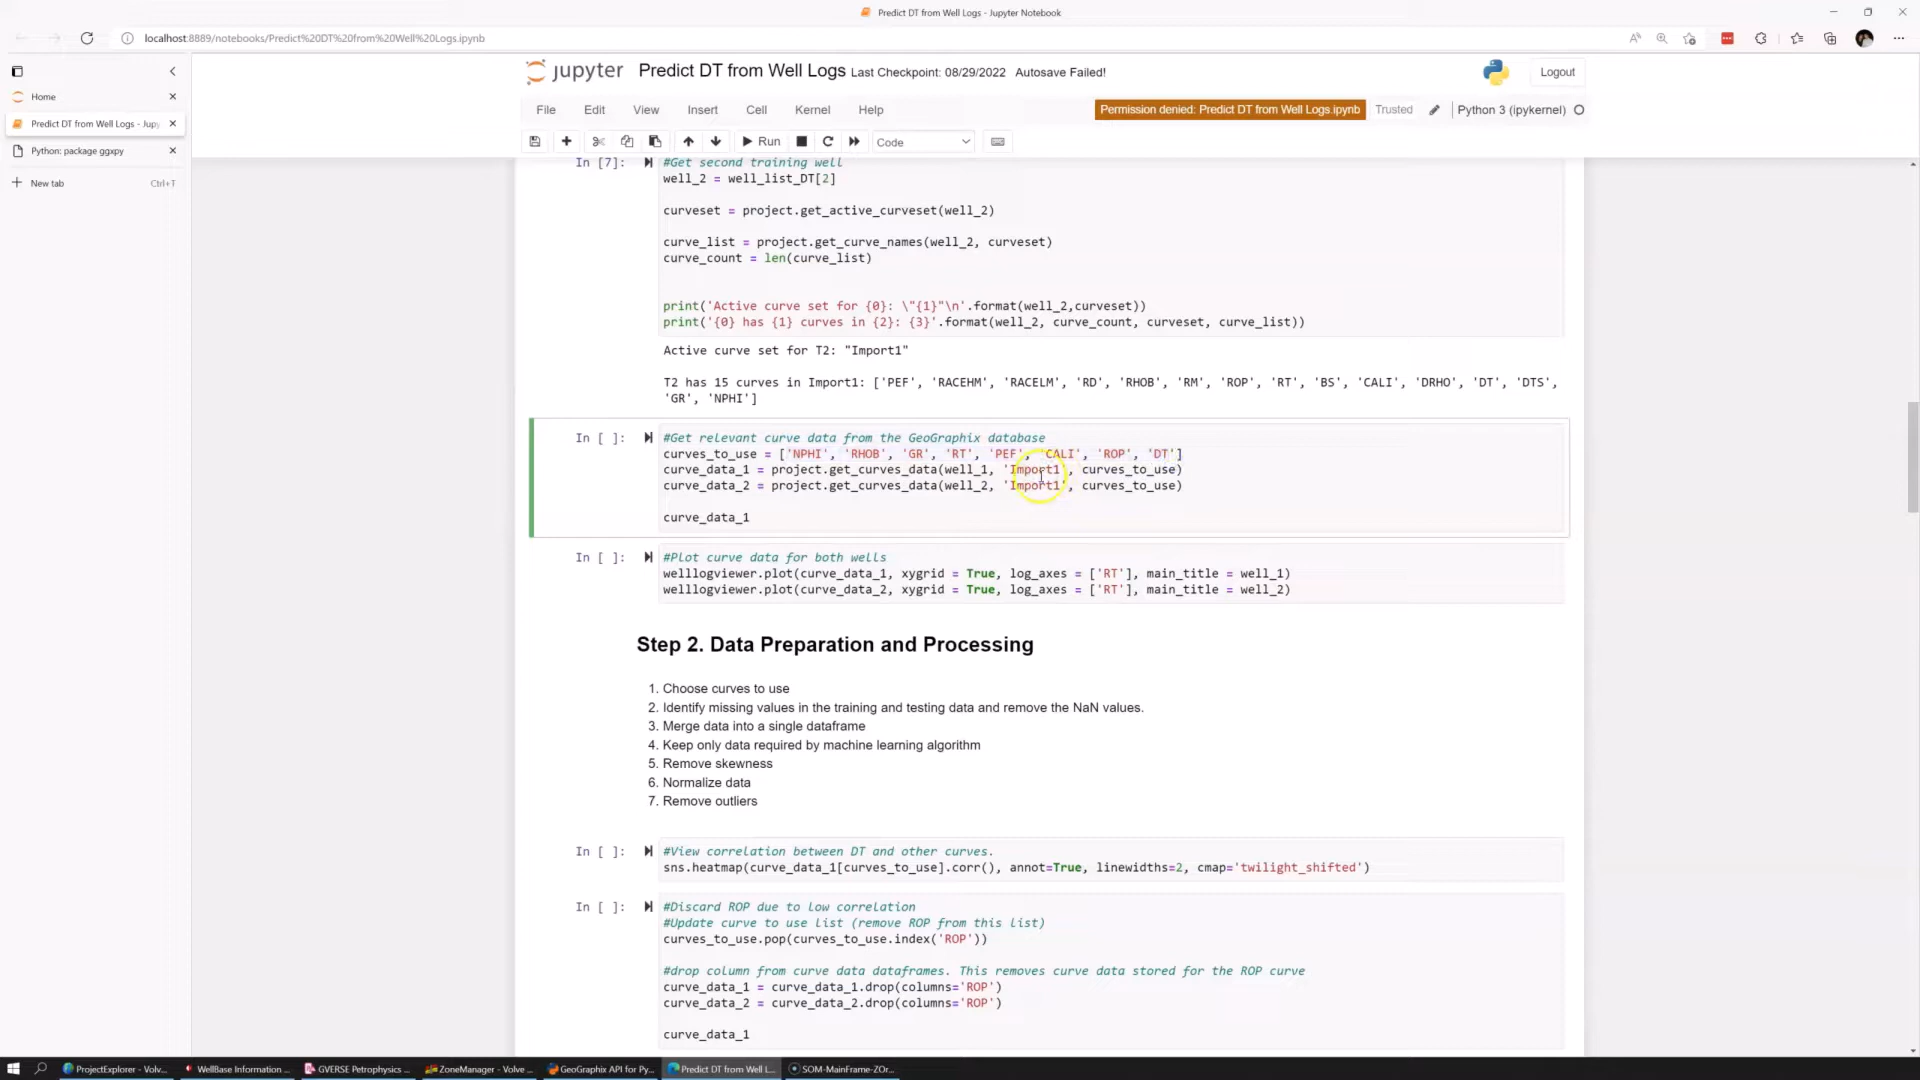 Predict DT from Well Logs - Jupyter Notebook
localhost:8889/notebooks/Predict%20DT%20from%20Well%20Logs.ipynb
Home
Predict DT from Well Logs - Jupy
Python: package ggxpy
New tab Ctrl+T
jupyter Predict DT from Well Logs Last Checkpoint: 08/29/2022 Autosave Failed!
Logout
File Edit View Insert Cell Kernel Help
Permission denied: Predict DT from Well Logs.ipynb Trusted Python 3 (ipykernel)
Run Code
In [7]: #Get second training well
well_2 = well_list_DT[2]
curveset = project.get_active_curveset(well_2)
curve_list = project.get_curve_names(well_2, curveset)
curve_count = len(curve_list)
print('Active curve set for {0}: \"{1}"\n'.format(well_2,curveset))
print('{0} has {1} curves in {2}: {3}'.format(well_2, curve_count, curveset, curve_list))
Active curve set for T2: "Import1"
T2 has 15 curves in Import1: ['PEF', 'RACEHM', 'RACELM', 'RD', 'RHOB', 'RM', 'ROP', 'RT', 'BS', 'CALI', 'DRHO', 'DT', 'DTS',
'GR', 'NPHI']
In [ ]: #Get relevant curve data from the GeoGraphix database
curves_to_use = ['NPHI', 'RHOB', 'GR', 'RT', 'PEF', 'CALI', 'ROP', 'DT']
curve_data_1 = project.get_curves_data(well_1, 'Import1', curves_to_use)
curve_data_2 = project.get_curves_data(well_2, 'Import1', curves_to_use)
curve_data_1
In [ ]: #Plot curve data for both wells
welllogviewer.plot(curve_data_1, xygrid = True, log_axes = ['RT'], main_title = well_1)
welllogviewer.plot(curve_data_2, xygrid = True, log_axes = ['RT'], main_title = well_2)
Step 2. Data Preparation and Processing
1. Choose curves to use
2. Identify missing values in the training and testing data and remove the NaN values.
3. Merge data into a single dataframe
4. Keep only data required by machine learning algorithm
5. Remove skewness
6. Normalize data
7. Remove outliers
In [ ]: #View correlation between DT and other curves.
sns.heatmap(curve_data_1[curves_to_use].corr(), annot=True, linewidths=2, cmap='twilight_shifted')
In [ ]: #Discard ROP due to low correlation
#Update curve to use list (remove ROP from this list)
curves_to_use.pop(curves_to_use.index('ROP'))
#drop column from curve data dataframes. This removes curve data stored for the ROP curve
curve_data_1 = curve_data_1.drop(columns='ROP')
curve_data_2 = curve_data_2.drop(columns='ROP')
curve_data_1
ProjectExplorer - Volv... WellBase Information ... GVERSE Petrophysics ... ZoneManager - Volve ... GeoGraphix API for Py... Predict DT from Well L... SOM-MainFrame-ZOr...